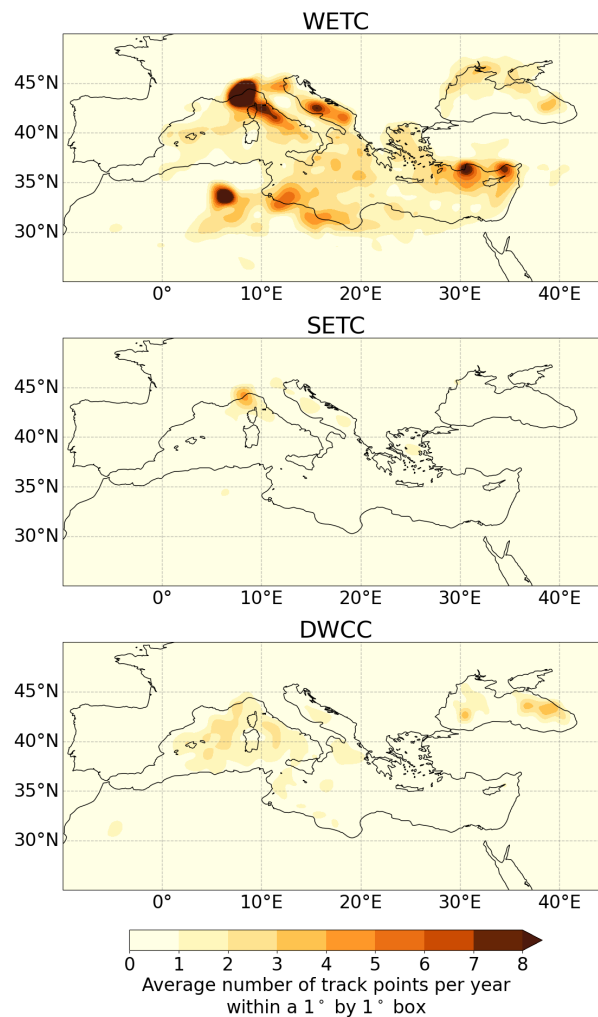 WETC
45°N
40°N
35°N
30°N
0° 10°E 20°E 30°E 40°E
SETC
45°N
40°N
35°N
30°N
0° 10°E 20°E 30°E 40°E
DWCC
45°N
40°N
35°N
30°N
0° 10°E 20°E 30°E 40°E
0 1 2 3 4 5 6 7 8
Average number of track points per year
within a 1° by 1° box